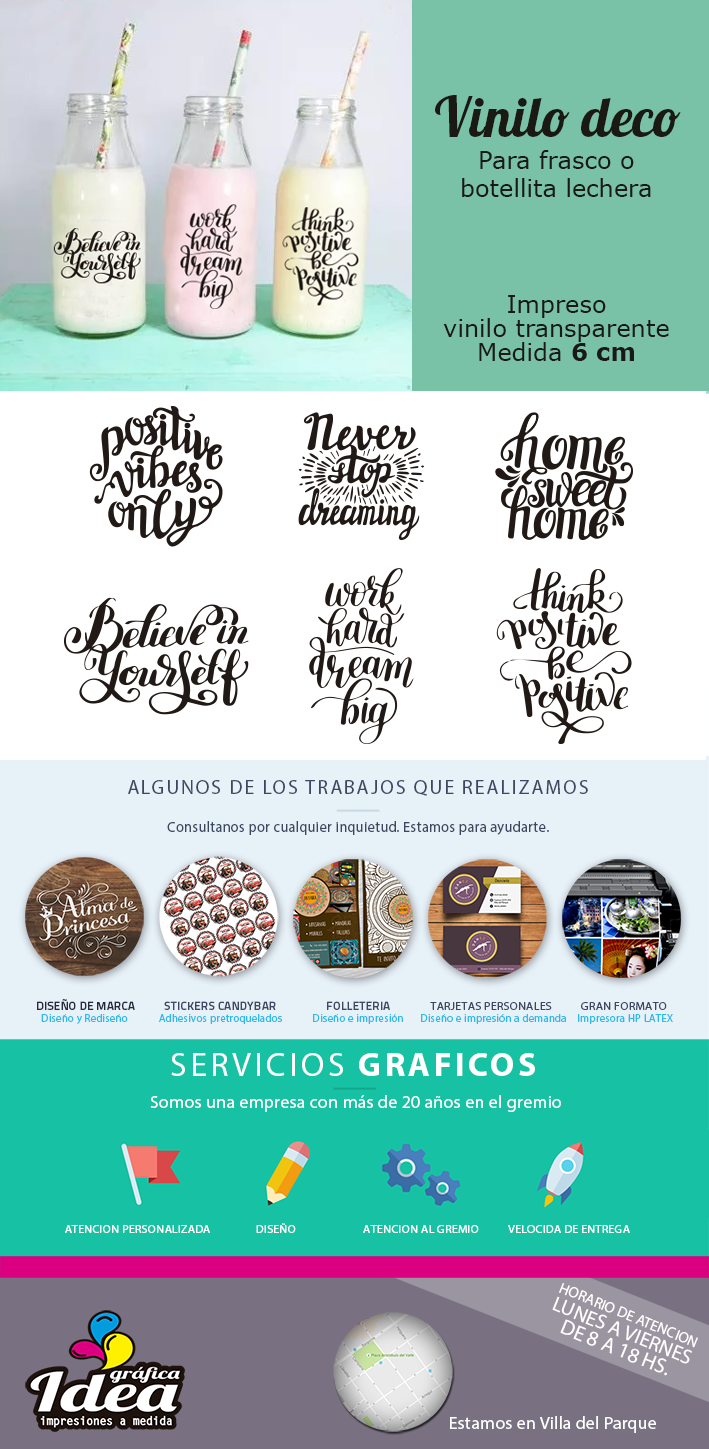 Believe in
Yourself
work
hard
dream
big
think
positive
be
Positive
Vinilo deco
Para frasco o
botellita lechera
Impreso
vinilo transparente
Medida 6 cm
positive
vibes
only
Never
stop
dreaming
home
sweet
home
Believe in
Yourself
work
hard
dream
big
think
positive
be
Positive
ALGUNOS DE LOS TRABAJOS QUE REALIZAMOS
Consultanos por cualquier inquietud. Estamos para ayudarte.
Alma de
Princesa
DISEÑO DE MARCA
Diseño y Rediseño
STICKERS CANDYBAR
Adhesivos pretroquelados
FOLLETERIA
Diseño e impresión
TARJETAS PERSONALES
Diseño e impresión a demanda
GRAN FORMATO
Impresora HP LATEX
SERVICIOS GRAFICOS
Somos una empresa con más de 20 años en el gremio
ATENCION PERSONALIZADA
DISEÑO
ATENCION AL GREMIO
VELOCIDA DE ENTREGA
HORARIO DE ATENCION
LUNES A VIERNES
DE 8 A 18 HS.
gráfica
Idea
impresiones a medida
Estamos en Villa del Parque